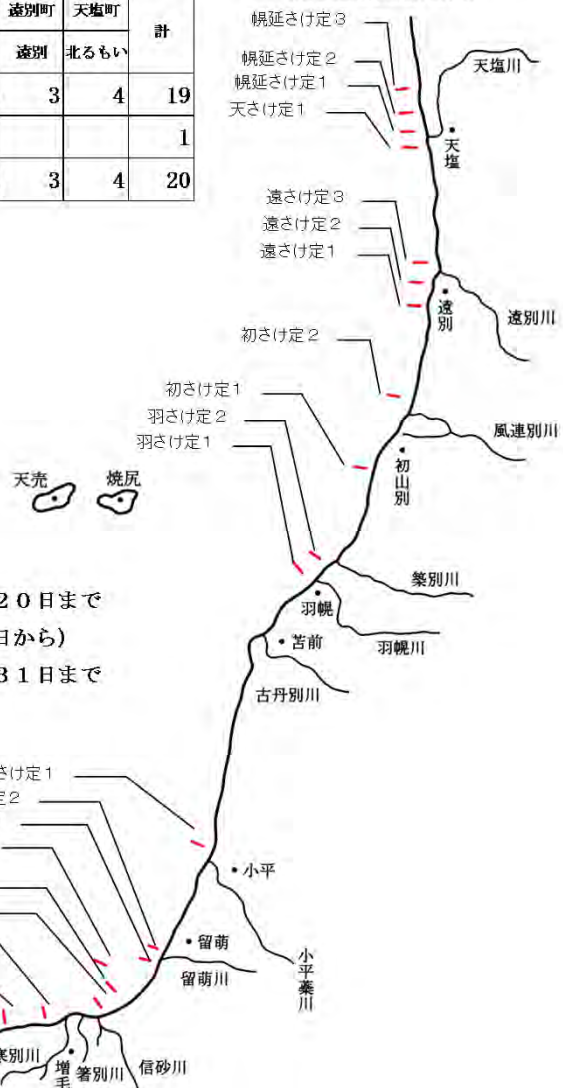 遠別町 天塩町 計
遠別 北るもい
3 4 19
1
3 4 20
幌延さけ定3
幌延さけ定2
幌延さけ定1
天さけ定1
天塩川
天塩
遠さけ定3
遠さけ定2
遠さけ定1
遠別
遠別川
初さけ定2
初さけ定1
羽さけ定2
羽さけ定1
風連別川
初山別
天売 焼尻
築別川
20日まで
羽幌
日から)
苫前
羽幌川
31日まで
古丹別川
さけ定1
定2
小平
留萌
留萌川
小平蘂川
別川
増毛
箸別川
信砂川